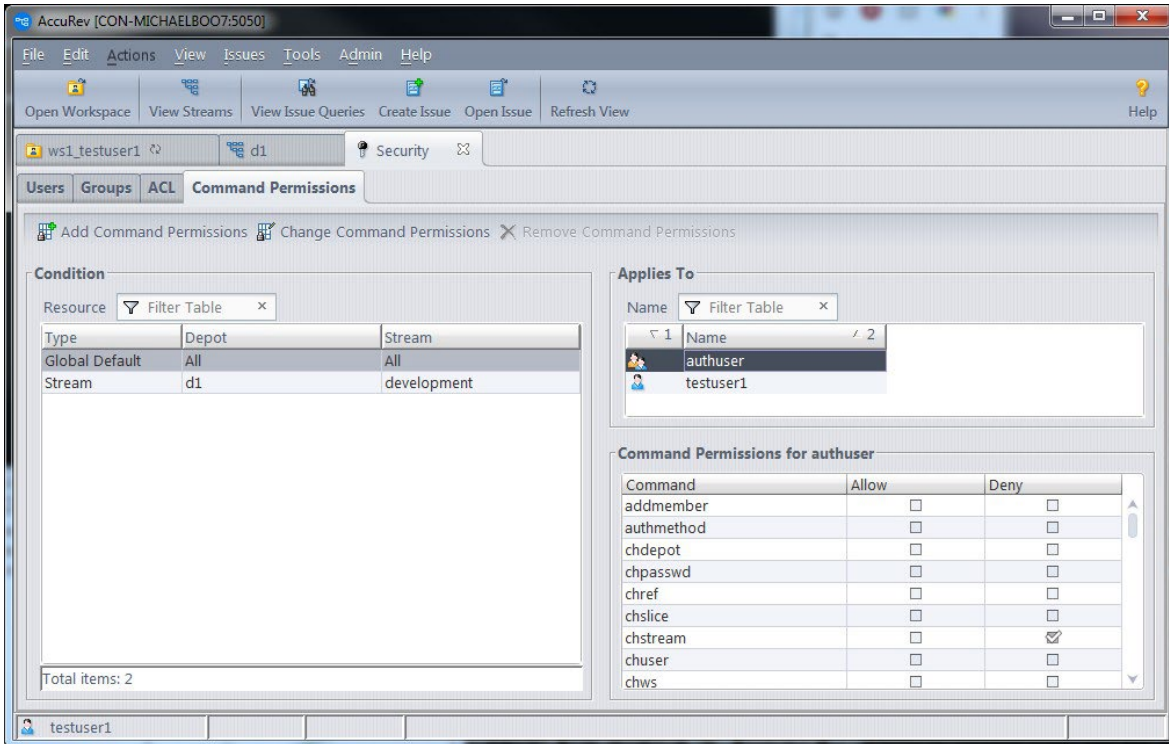 AccuRev [CON-MICHAELBOO7:5050]
File Edit Actions View Issues Tools Admin Help
Open Workspace View Streams View Issue Queries Create Issue Open Issue Refresh View Help
ws1_testuser1 d1 Security
Users Groups ACL Command Permissions
Add Command Permissions Change Command Permissions Remove Command Permissions
Condition
Resource Filter Table
Type Depot Stream
Global Default All All
Stream d1 development
Total items: 2
Applies To
Name Filter Table
1 Name 2
authuser
testuser1
Command Permissions for authuser
Command Allow Deny
addmember
authmethod
chdepot
chpasswd
chref
chslice
chstream
chuser
chws
testuser1